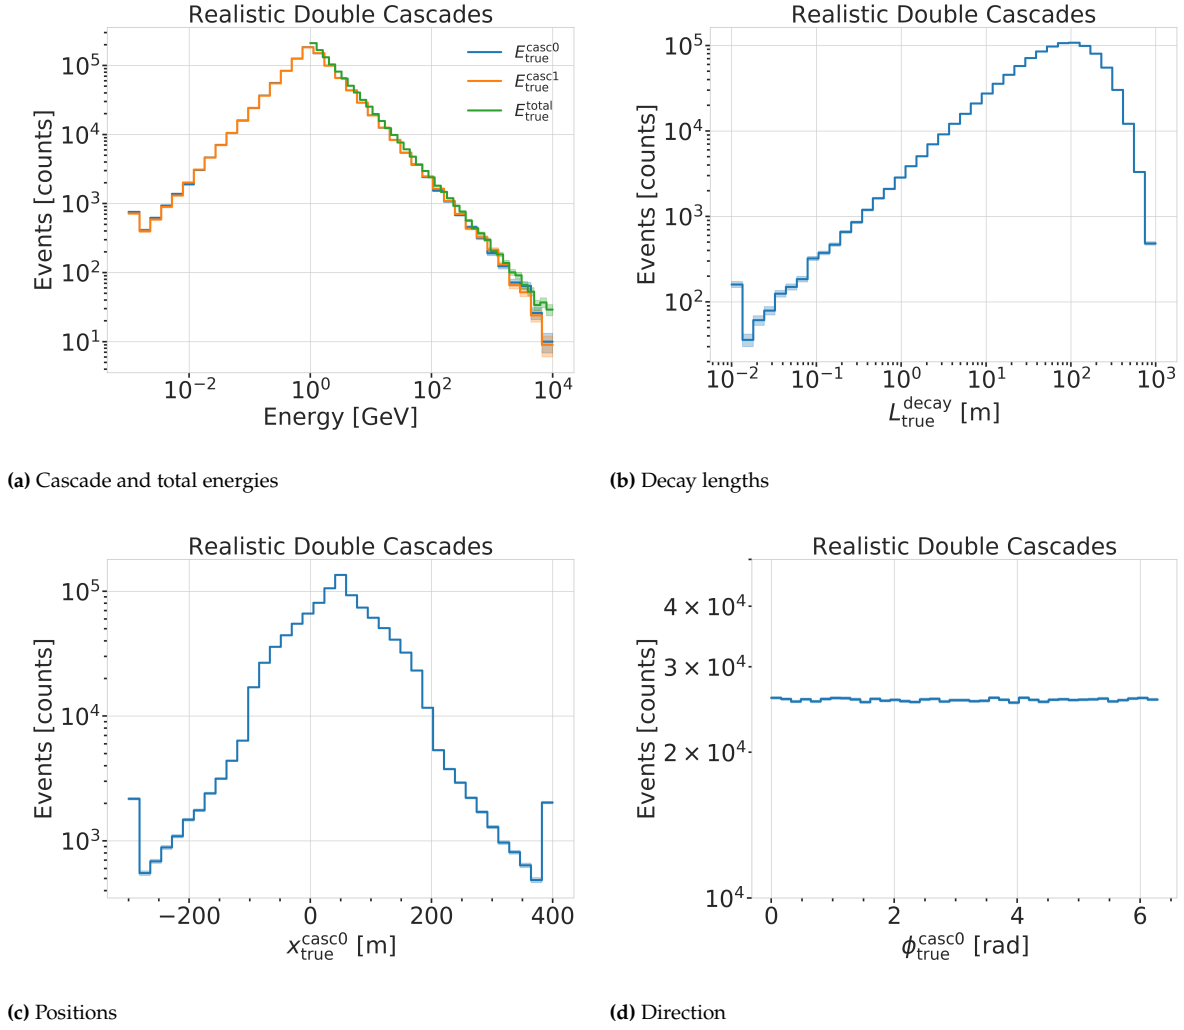 Realistic Double Cascades
Realistic Double Cascades
10^5
10^4
10^3
10^2
10^1
Events [counts]
E_true^casc0
E_true^casc1
E_true^total
10^−2 10^0 10^2 10^4
Energy [GeV]
10^5
10^4
10^3
10^2
Events [counts]
10^−2 10^−1 10^0 10^1 10^2 10^3
L_true^decay [m]
(a) Cascade and total energies
(b) Decay lengths
Realistic Double Cascades
Realistic Double Cascades
10^5
10^4
10^3
Events [counts]
−200 0 200 400
x_true^casc0 [m]
4 × 10^4
3 × 10^4
2 × 10^4
10^4
Events [counts]
0 2 4 6
ϕ_true^casc0 [rad]
(c) Positions
(d) Direction